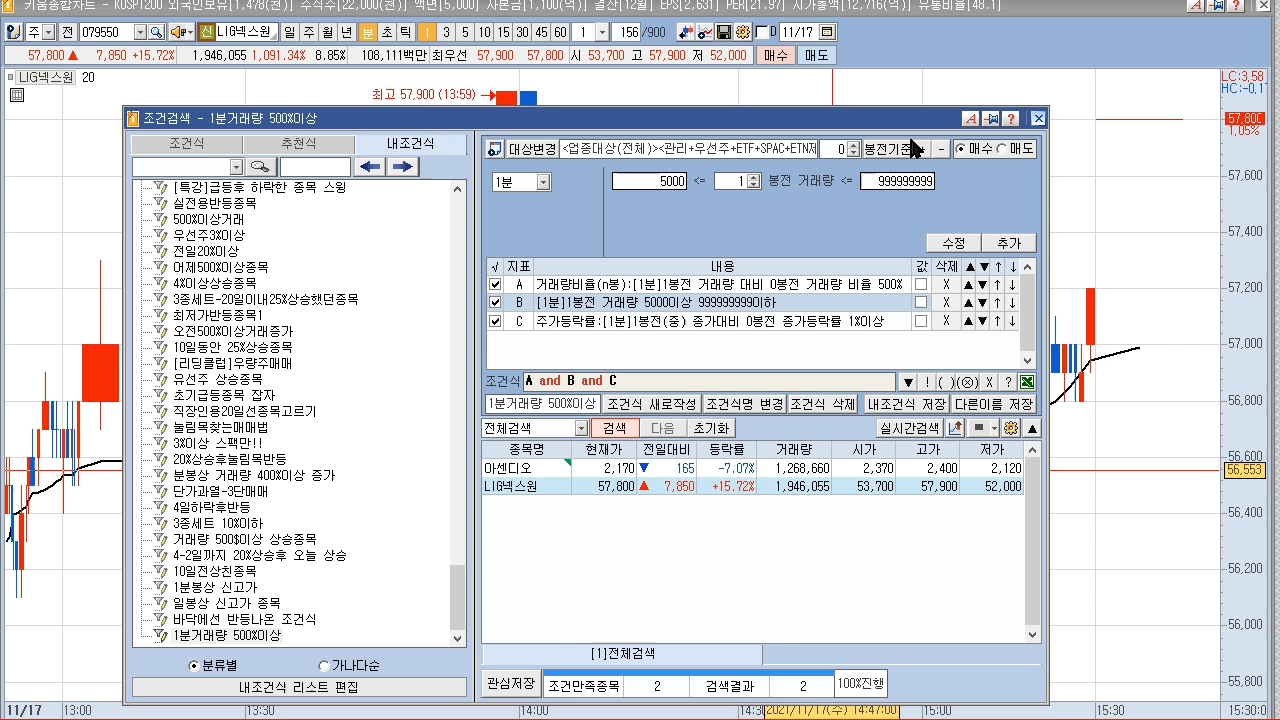 키움종합차트 - KOSPI200 외국인보유[1,478(천)] 주식수[22,000(천)] 액면[5,000] 자본금[1,100(억)] 결산[12월] EPS[2,631] PER[21.97] 시가총액[12,716(억)] 유통비율[48.1]
주 전 079550 신 LIG넥스원 일 주 월 년 분 초 틱 1 3 5 10 15 30 45 60 1 156 /900 D 11/17
57,800 ▲ 7,850 +15.72% 1,946,055 1,091.34% 8.85% 108,111백만 최우선 57,900 57,800 시 53,700 고 57,900 저 52,000 매수 매도
LIG넥스원 20
LC:3,58
HC:-0,1
최고 57,900 (13:59)
57,800
1,05%
57,600
57,400
57,200
57,000
56,800
56,600
56,553
56,400
56,200
56,000
55,800
조건검색 - 1분거래량 500%이상
조건식 추천식 내조건식
[특강]급등후 하락한 종목 스윙
실전용반등종목
500%이상거래
우선주3%이상
전일20%이상
어제500%이상종목
4%이상상승종목
3종세트-20일이내25%상승했던종목
최저가반등종목1
오전500%이상거래증가
10일동안 25%상승종목
[리딩클럽]우량주매매
유선주 상승종목
초기급등종목 잡자
직장인용20일선종목고르기
눌림목찾는매매법
3%이상 스팩만!!
20%상승후눌림목반등
분봉상 거래량 400%이상 증가
단가과열-3단매매
4일하락후반등
3종세트 10%이하
거래량 500$이상 상승종목
4-2일까지 20%상승후 오늘 상승
10일전상친종목
1분봉상 신고가
일봉상 신고가 종목
바닥에선 반등나온 조건식
1분거래량 500%이상
분류별 가나다순
내조건식 리스트 편집
대상변경 <업종대상(전체)><관리+우선주+ETF+SPAC+ETN제 0 봉전기준 - 매수 매도
1분 5000 <= 1 봉전 거래량 <= 999999999
수정 추가
√ 지표 내용 값 삭제 ▲ ▼ ↑ ↓
A 거래량비율(n봉):[1분]1봉전 거래량 대비 0봉전 거래량 비율 500% X ▲ ▼ ↑ ↓
B [1분]1봉전 거래량 5000이상 999999999이하 X ▲ ▼ ↑ ↓
C 주가등락률:[1분]1봉전(중) 종가대비 0봉전 종가등락률 1%이상 X ▲ ▼ ↑ ↓
조건식 A and B and C ▼ ! ( ) (⊙) X ?
1분거래량 500%이상 조건식 새로작성 조건식명 변경 조건식 삭제 내조건식 저장 다른이름 저장
전체검색 검색 다음 초기화 실시간검색 ▲
종목명 현재가 전일대비 등락률 거래량 시가 고가 저가
아센디오 2,170 ▼ 165 -7.07% 1,268,660 2,370 2,400 2,120
LIG넥스원 57,800 ▲ 7,850 +15.72% 1,946,055 53,700 57,900 52,000
[1]전체검색
관심저장 조건만족종목 2 검색결과 2 100%진행
11/17 13:00 13:30 14:00 14:30 2021/11/17(수) 14:47:00 15:00 15:30 15:30:0